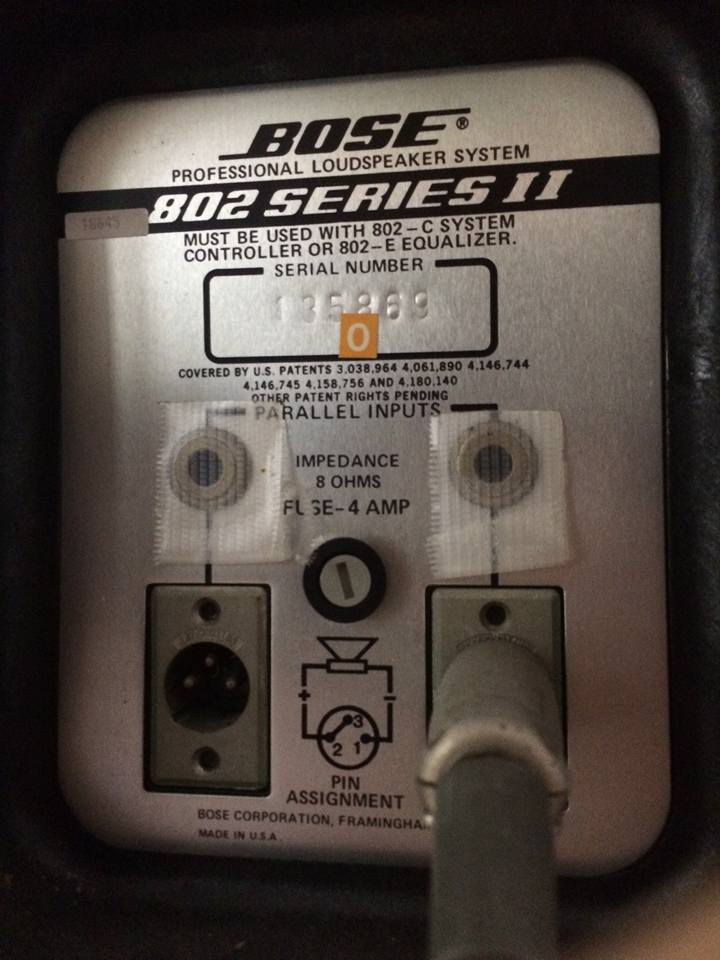 BOSE®
PROFESSIONAL LOUDSPEAKER SYSTEM
802 SERIES II
MUST BE USED WITH 802-C SYSTEM
CONTROLLER OR 802-E EQUALIZER.
SERIAL NUMBER
135869
0
COVERED BY U.S. PATENTS 3,038,964 4,061,890 4,146,744
4,146,745 4,158,756 AND 4,180,140
OTHER PATENT RIGHTS PENDING
PARALLEL INPUTS
IMPEDANCE
8 OHMS
FUSE-4 AMP
+ -
3
2 1
PIN
ASSIGNMENT
BOSE CORPORATION, FRAMINGHA
MADE IN U.S.A.